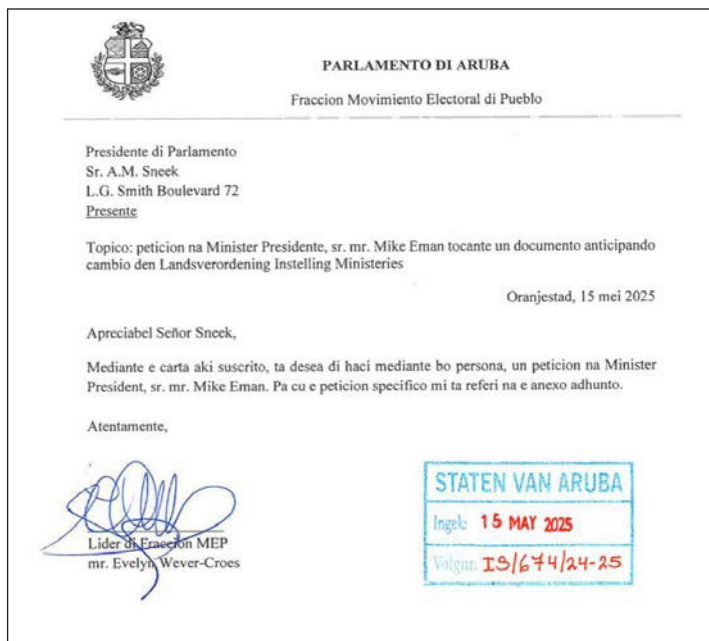 PARLAMENTO DI ARUBA
Fraccion Movimiento Electoral di Pueblo
Presidente di Parlamento
Sr. A.M. Sneek
L.G. Smith Boulevard 72
Presente
Topico: peticion na Minister Presidente, sr. mr. Mike Eman tocante un documento anticipando
cambio den Landsverordening Instelling Ministeries
Oranjestad, 15 mei 2025
Apreciabel Señor Sneek,
Mediante e carta aki suscrito, ta desea di haci mediante bo persona, un peticion na Minister
President, sr. mr. Mike Eman. Pa cu e peticion specifico mi ta referi na e anexo adhunto.
Atentamente,
Lider di Fraccion MEP
mr. Evelyn Wever-Croes
STATEN VAN ARUBA
Ingek: 15 MAY 2025
Volgnr: IS/674/24-25